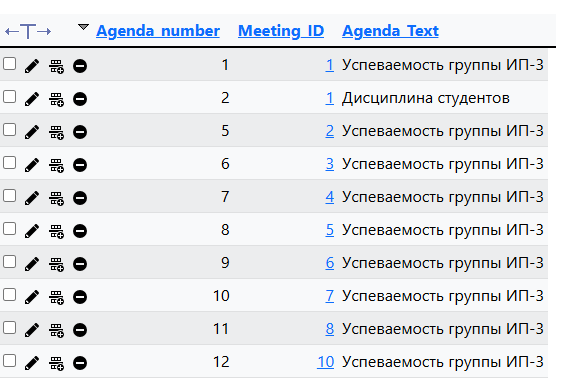 Agenda_number Meeting_ID Agenda_Text
1 1 Успеваемость группы ИП-3
2 1 Дисциплина студентов
5 2 Успеваемость группы ИП-3
6 3 Успеваемость группы ИП-3
7 4 Успеваемость группы ИП-3
8 5 Успеваемость группы ИП-3
9 6 Успеваемость группы ИП-3
10 7 Успеваемость группы ИП-3
11 8 Успеваемость группы ИП-3
12 10 Успеваемость группы ИП-3